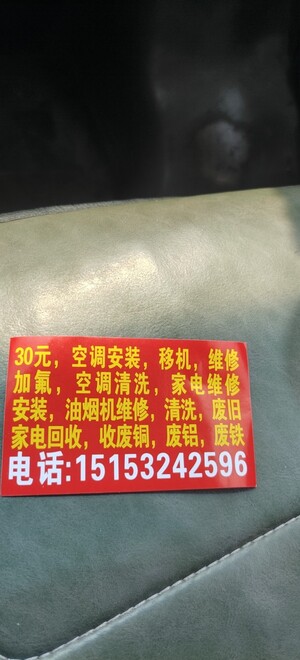 30元，空调安装，移机，维修
加氟，空调清洗，家电维修
安装，油烟机维修，清洗，废旧
家电回收，收废铜，废铝，废铁
电话:15153242596